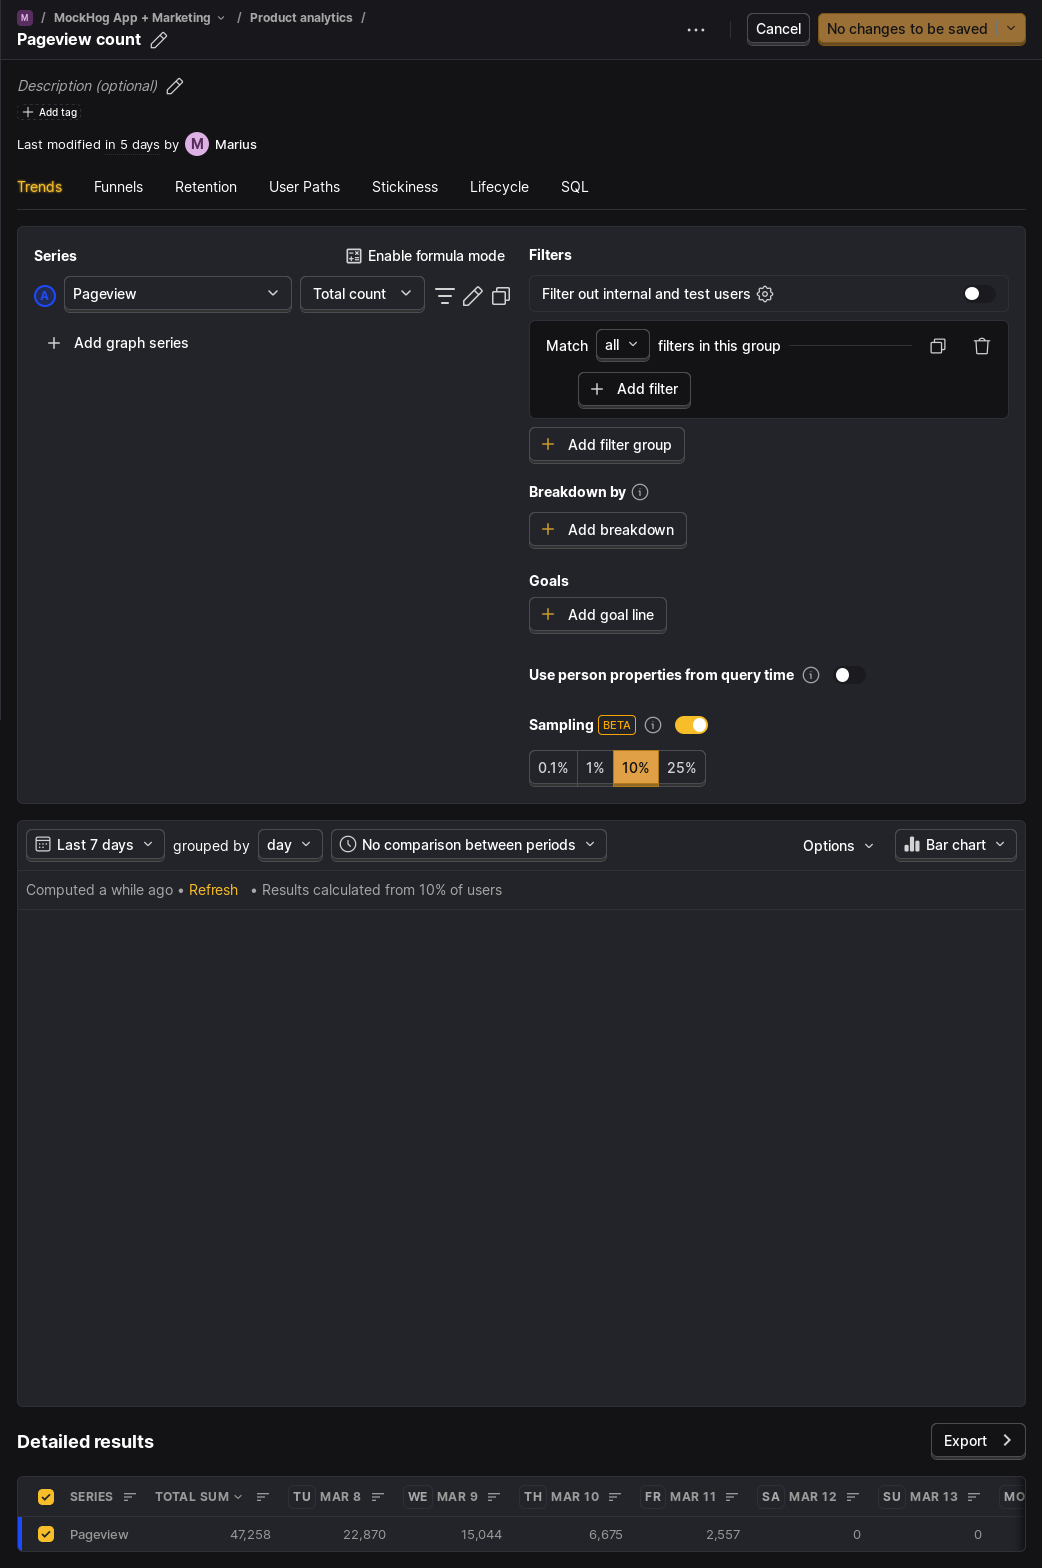 M / MockHog App + Marketing / Product analytics /
Pageview count
Cancel
No changes to be saved
Description (optional)
Add tag
Last modified in 5 days by M Marius
Trends Funnels Retention User Paths Stickiness Lifecycle SQL
Series
Enable formula mode
A Pageview Total count
Add graph series
Filters
Filter out internal and test users
Match all filters in this group
Add filter
Add filter group
Breakdown by
Add breakdown
Goals
Add goal line
Use person properties from query time
Sampling BETA
0.1% 1% 10% 25%
Last 7 days grouped by day No comparison between periods Options Bar chart
Computed a while ago • Refresh • Results calculated from 10% of users
Detailed results
Export
SERIES TOTAL SUM TU MAR 8 WE MAR 9 TH MAR 10 FR MAR 11 SA MAR 12 SU MAR 13 MO
Pageview 47,258 22,870 15,044 6,675 2,557 0 0